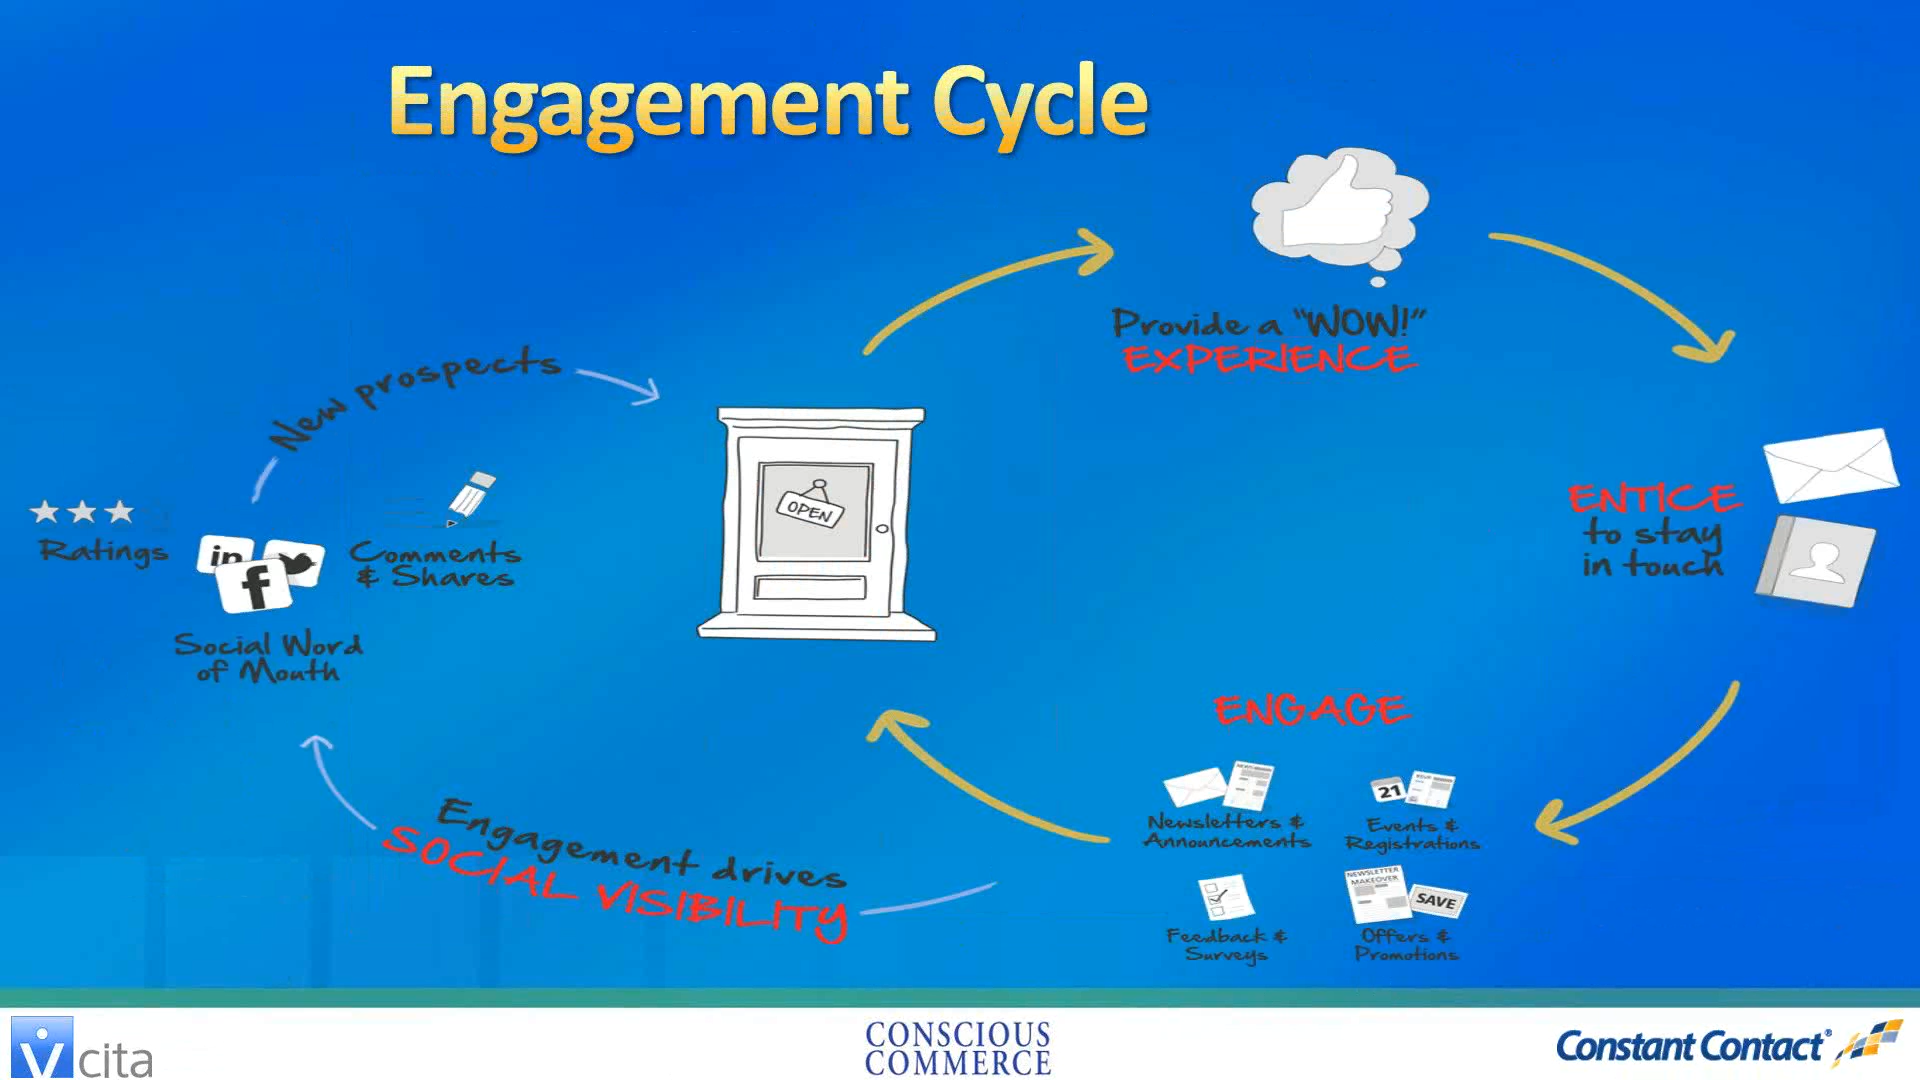 Engagement Cycle
Provide a "WOW!"
EXPERIENCE
New prospects
OPEN
ENTICE
to stay
in touch
Ratings
in
f
Comments
& Shares
Social Word
of Mouth
ENGAGE
21
Newsletters &
Announcements
Events &
Registrations
Engagement drives
SOCIAL VISIBILITY
NEWSLETTER
MAKEOVER
SAVE
Feedback &
Surveys
Offers &
Promotions
vcita
CONSCIOUS
COMMERCE
Constant Contact®